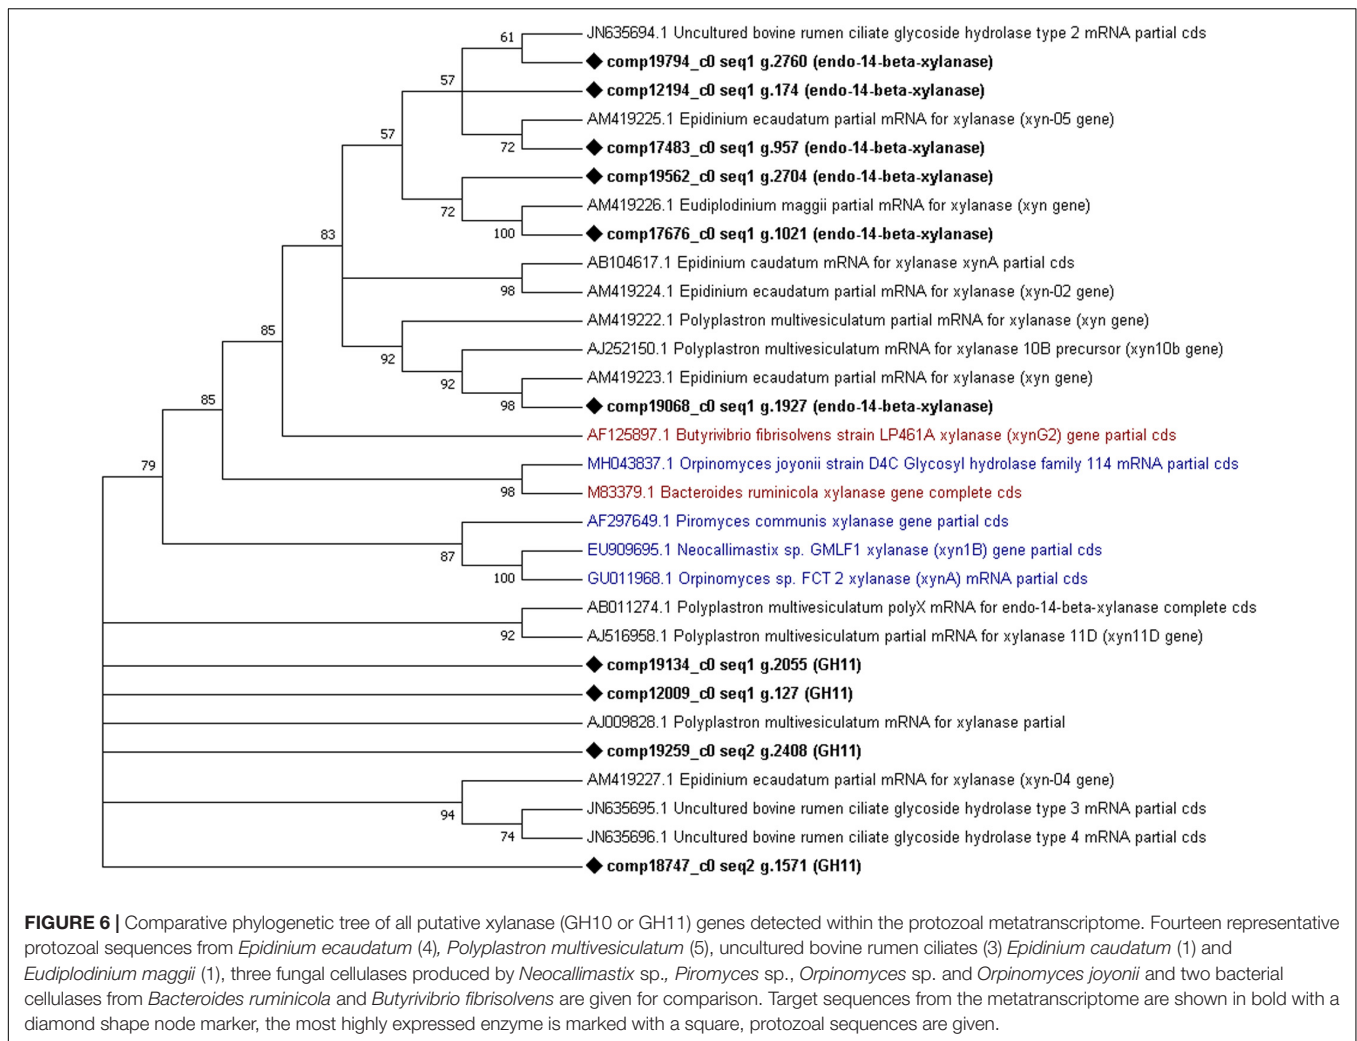 61
JN635694.1 Uncultured bovine rumen ciliate glycoside hydrolase type 2 mRNA partial cds
comp19794_c0 seq1 g.2760 (endo-14-beta-xylanase)
57
comp12194_c0 seq1 g.174 (endo-14-beta-xylanase)
AM419225.1 Epidinium ecaudatum partial mRNA for xylanase (xyn-05 gene)
57
72
comp17483_c0 seq1 g.957 (endo-14-beta-xylanase)
comp19562_c0 seq1 g.2704 (endo-14-beta-xylanase)
72
AM419226.1 Eudiplodinium maggii partial mRNA for xylanase (xyn gene)
83
100
comp17676_c0 seq1 g.1021 (endo-14-beta-xylanase)
AB104617.1 Epidinium caudatum mRNA for xylanase xynA partial cds
98
AM419224.1 Epidinium ecaudatum partial mRNA for xylanase (xyn-02 gene)
85
AM419222.1 Polyplastron multivesiculatum partial mRNA for xylanase (xyn gene)
92
AJ252150.1 Polyplastron multivesiculatum mRNA for xylanase 10B precursor (xyn10b gene)
92
AM419223.1 Epidinium ecaudatum partial mRNA for xylanase (xyn gene)
85
98
comp19068_c0 seq1 g.1927 (endo-14-beta-xylanase)
AF125897.1 Butyrivibrio fibrisolvens strain LP461A xylanase (xynG2) gene partial cds
79
MH043837.1 Orpinomyces joyonii strain D4C Glycosyl hydrolase family 114 mRNA partial cds
98
M83379.1 Bacteroides ruminicola xylanase gene complete cds
AF297649.1 Piromyces communis xylanase gene partial cds
87
EU909695.1 Neocallimastix sp. GMLF1 xylanase (xyn1B) gene partial cds
100
GU011968.1 Orpinomyces sp. FCT 2 xylanase (xynA) mRNA partial cds
AB011274.1 Polyplastron multivesiculatum polyX mRNA for endo-14-beta-xylanase complete cds
92
AJ516958.1 Polyplastron multivesiculatum partial mRNA for xylanase 11D (xyn11D gene)
comp19134_c0 seq1 g.2055 (GH11)
comp12009_c0 seq1 g.127 (GH11)
AJ009828.1 Polyplastron multivesiculatum mRNA for xylanase partial
comp19259_c0 seq2 g.2408 (GH11)
AM419227.1 Epidinium ecaudatum partial mRNA for xylanase (xyn-04 gene)
94
JN635695.1 Uncultured bovine rumen ciliate glycoside hydrolase type 3 mRNA partial cds
74
JN635696.1 Uncultured bovine rumen ciliate glycoside hydrolase type 4 mRNA partial cds
comp18747_c0 seq2 g.1571 (GH11)
FIGURE 6 | Comparative phylogenetic tree of all putative xylanase (GH10 or GH11) genes detected within the protozoal metatranscriptome. Fourteen representative
protozoal sequences from Epidinium ecaudatum (4), Polyplastron multivesiculatum (5), uncultured bovine rumen ciliates (3) Epidinium caudatum (1) and
Eudiplodinium maggii (1), three fungal cellulases produced by Neocallimastix sp., Piromyces sp., Orpinomyces sp. and Orpinomyces joyonii and two bacterial
cellulases from Bacteroides ruminicola and Butyrivibrio fibrisolvens are given for comparison. Target sequences from the metatranscriptome are shown in bold with a
diamond shape node marker, the most highly expressed enzyme is marked with a square, protozoal sequences are given.